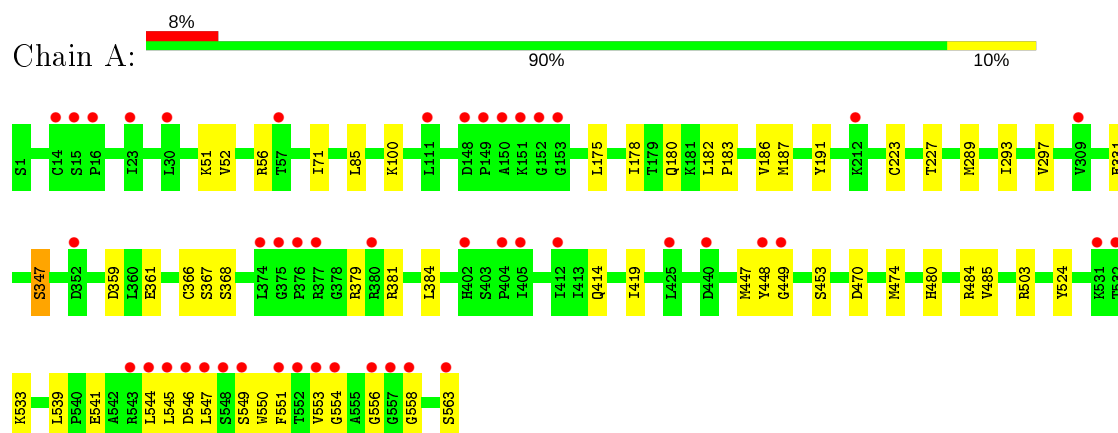 8%
Chain A:
90%
10%
S1 C14 S15 P16 I23 L30 K51 V52 R56 T57 I71 L85 K100 L111 D148 P149 A150 K151 G152 G153 L175 I178 T179 Q180 K181 L182 P183 V186 M187 Y191 K212 C223 T227 M289 I293 V297 V309
S347 D352 D359 L360 E361 C366 S367 S368 L374 G375 P376 R377 G378 R379 R380 R381 L384 H402 S403 P404 I405 I412 I413 Q414 I419 L425 D440 M447 Y448 G449 S453 D470 M474 H480 R484 V485 R503 Y524 K531
K533 L539 P540 E541 A542 R543 L544 L545 D546 L547 S548 S549 W550 F551 T552 V553 G554 A555 G556 G557 G558 S563